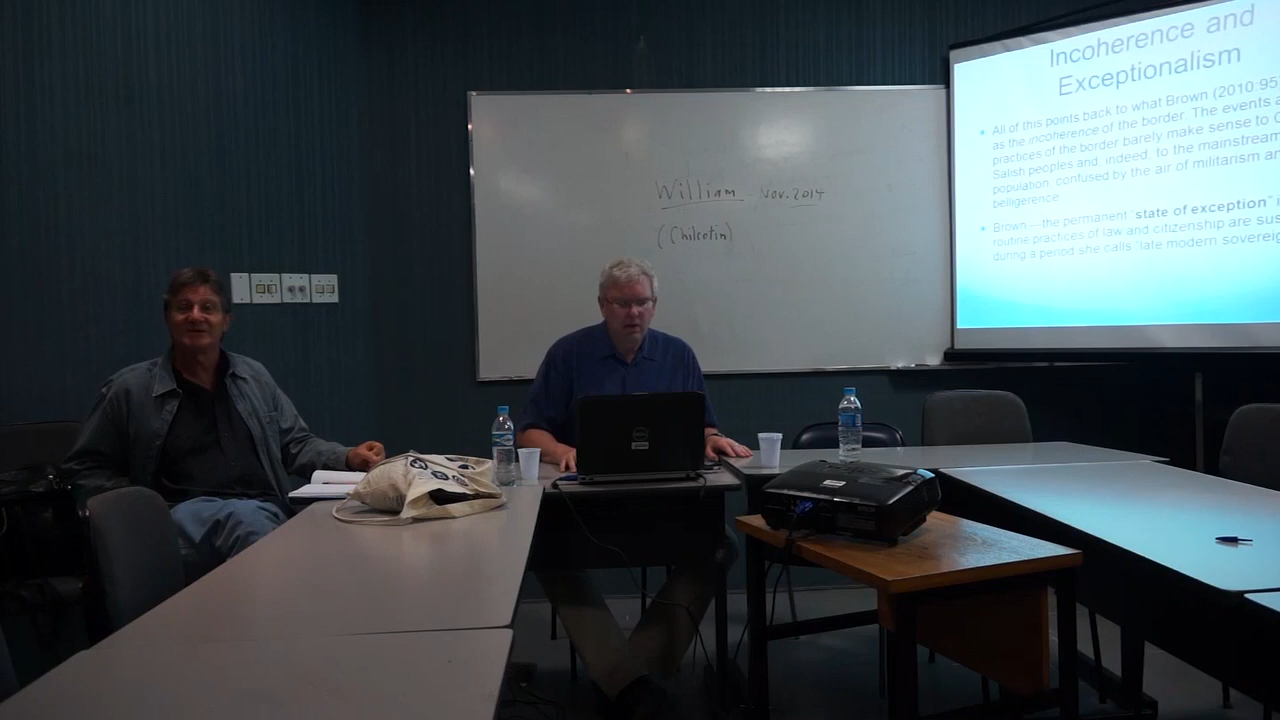 William - Nov. 2014
(Chilcotin)
Incoherence and
Exceptionalism
All of this points back to what Brown (2010:95
as the incoherence of the border. The events a
practices of the border barely make sense to C
Salish peoples and, indeed, to the mainstream
population, confused by the air of militarism an
belligerence
Brown—the permanent "state of exception" i
routine practices of law and citizenship are sus
during a period she calls "late modern sovereig